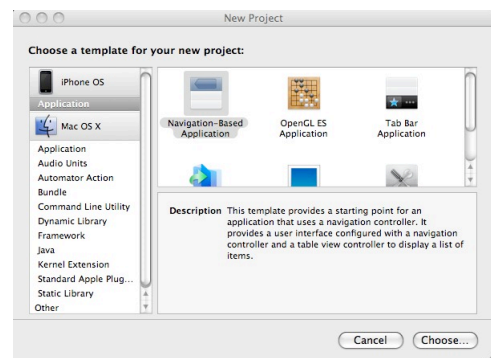 New Project
Choose a template for your new project:
iPhone OS
Application
Mac OS X
Application
Audio Units
Automator Action
Bundle
Command Line Utility
Dynamic Library
Framework
Java
Kernel Extension
Standard Apple Plug...
Static Library
Other
Navigation-Based
Application
OpenGL ES
Application
Tab Bar
Application
Description This template provides a starting point for an
application that uses a navigation controller. It
provides a user interface configured with a navigation
controller and a table view controller to display a list of
items.
Cancel
Choose...